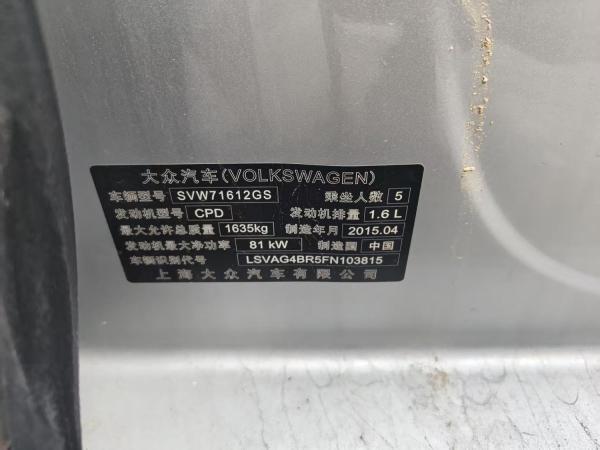 大众汽车(VOLKSWAGEN)
车辆型号 SVW71612GS 乘坐人数 5
发动机型号 CPD 发动机排量 1.6 L
最大允许总质量 1635kg 制造年月 2015.04
发动机最大净功率 81 kW 制造国 中国
车辆识别代号 LSVAG4BR5FN103815
上海大众汽车有限公司